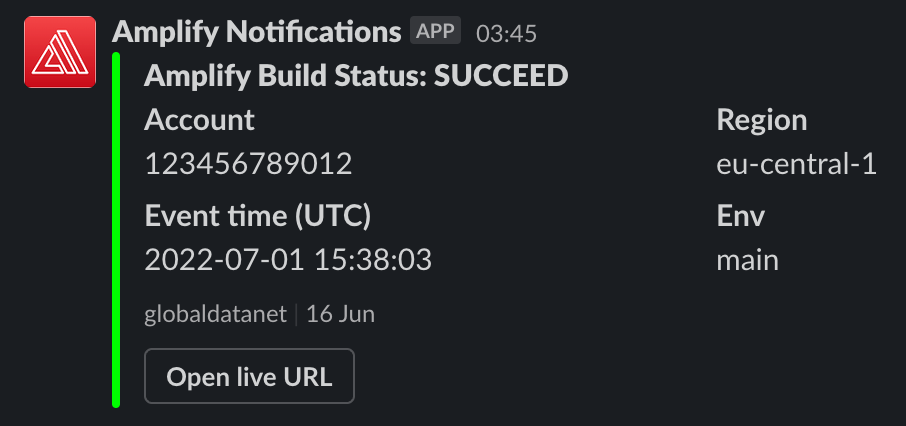 Amplify Notifications APP 03:45
Amplify Build Status: SUCCEED
Account Region
123456789012 eu-central-1
Event time (UTC) Env
2022-07-01 15:38:03 main
globaldatanet | 16 Jun
Open live URL